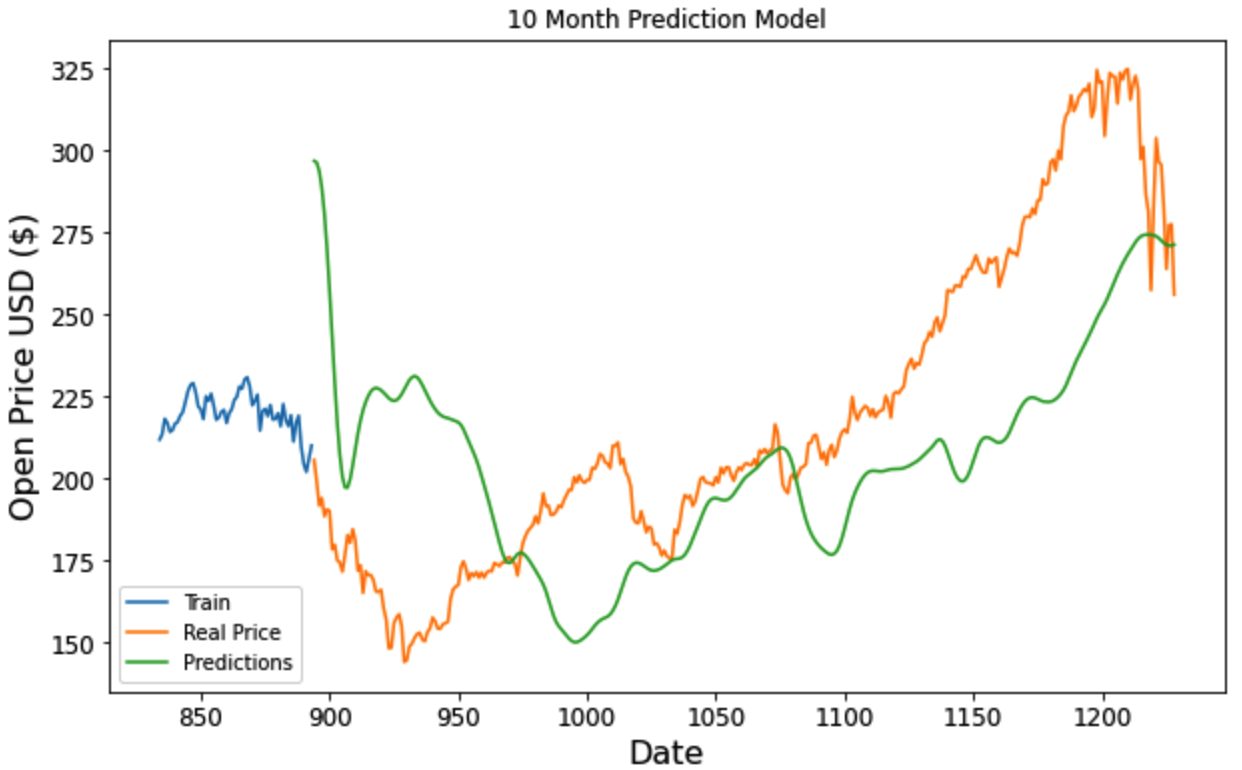 10 Month Prediction Model
325
300
275
250
225
200
175
150
Open Price USD ($)
Train
Real Price
Predictions
850 900 950 1000 1050 1100 1150 1200
Date